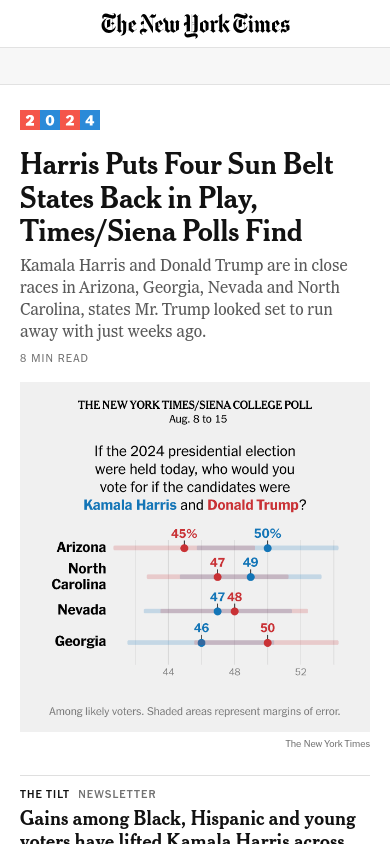 The New York Times
2024
Harris Puts Four Sun Belt
States Back in Play,
Times/Siena Polls Find
Kamala Harris and Donald Trump are in close
races in Arizona, Georgia, Nevada and North
Carolina, states Mr. Trump looked set to run
away with just weeks ago.
8 MIN READ
THE NEW YORK TIMES/SIENA COLLEGE POLL
Aug. 8 to 15
If the 2024 presidential election
were held today, who would you
vote for if the candidates were
Kamala Harris and Donald Trump?
45% 50%
Arizona
47 49
North
Carolina
47 48
Nevada
46 50
Georgia
44 48 52
Among likely voters. Shaded areas represent margins of error.
The New York Times
THE TILT NEWSLETTER
Gains among Black, Hispanic and young
voters have lifted Kamala Harris across